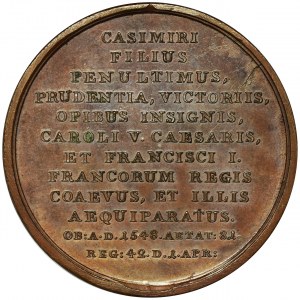 CASIMIRI
FILIUS
PENULTIMUS,
PRUDENTIA, VICTORIIS,
OPIBUS INSIGNIS,
CAROLI V. CAESARIS,
ET FRANCISCI I.
FRANCORUM REGIS
COAEVUS, ET ILLIS
AEQUIPARATUS.
OB: A. D. 1548. AETAT: 81
REG: 42. D. 1. APR: